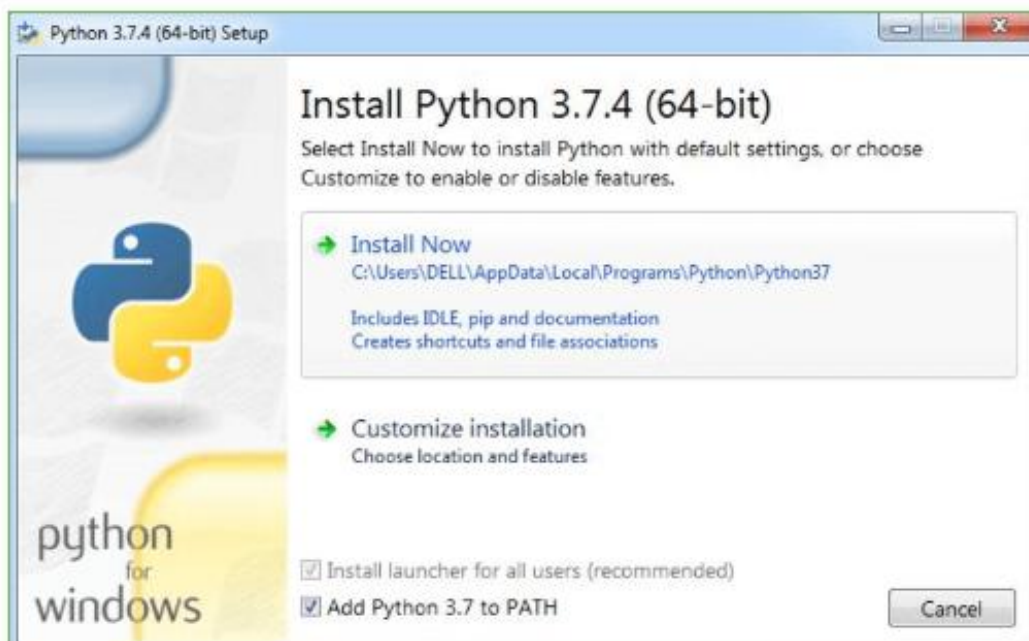 Python 3.7.4 (64-bit) Setup
Install Python 3.7.4 (64-bit)
Select Install Now to install Python with default settings, or choose
Customize to enable or disable features.
Install Now
C:\Users\DELL\AppData\Local\Programs\Python\Python37
Includes IDLE, pip and documentation
Creates shortcuts and file associations
Customize installation
Choose location and features
python
for
windows
Install launcher for all users (recommended)
Add Python 3.7 to PATH
Cancel